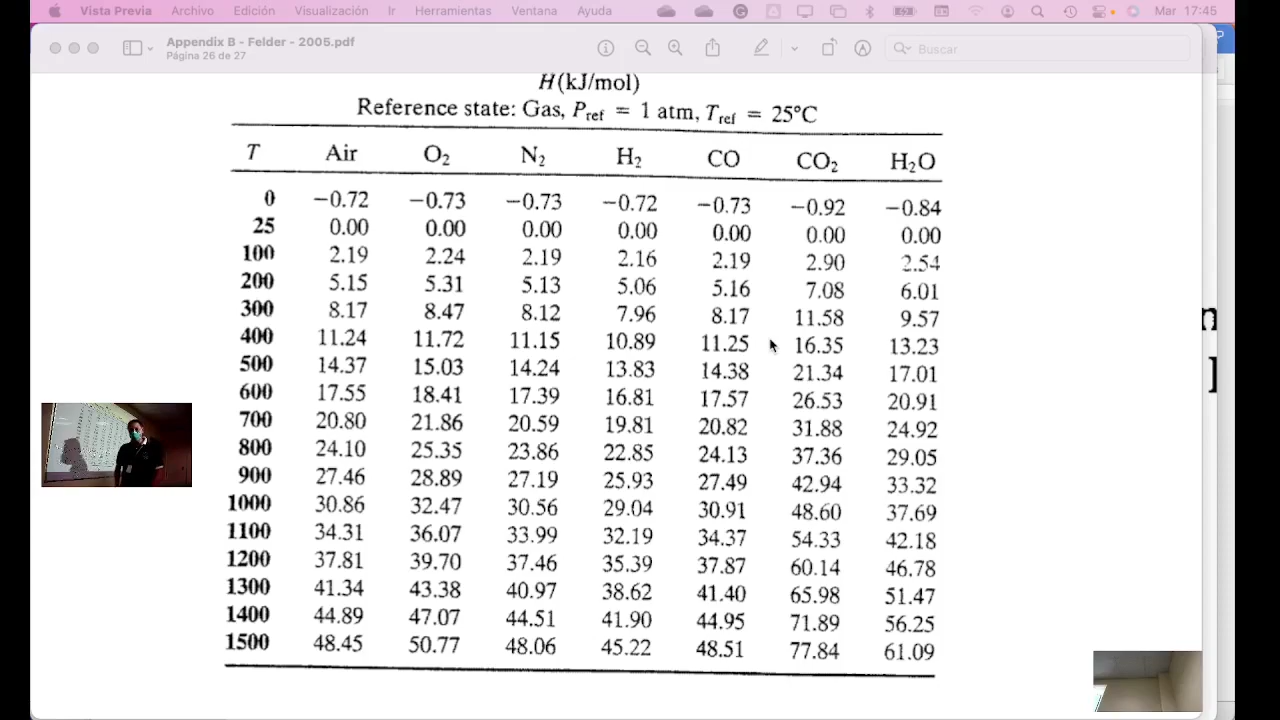 Vista Previa Archivo Edición Visualización Ir Herramientas Ventana Ayuda Mar 17:45
Appendix B - Felder - 2005.pdf
Página 26 de 27
Buscar
H(kJ/mol)
Reference state: Gas, Pref = 1 atm, Tref = 25°C
T Air O2 N2 H2 CO CO2 H2O
0 −0.72 −0.73 −0.73 −0.72 −0.73 −0.92 −0.84
25 0.00 0.00 0.00 0.00 0.00 0.00 0.00
100 2.19 2.24 2.19 2.16 2.19 2.90 2.54
200 5.15 5.31 5.13 5.06 5.16 7.08 6.01
300 8.17 8.47 8.12 7.96 8.17 11.58 9.57
400 11.24 11.72 11.15 10.89 11.25 16.35 13.23
500 14.37 15.03 14.24 13.83 14.38 21.34 17.01
600 17.55 18.41 17.39 16.81 17.57 26.53 20.91
700 20.80 21.86 20.59 19.81 20.82 31.88 24.92
800 24.10 25.35 23.86 22.85 24.13 37.36 29.05
900 27.46 28.89 27.19 25.93 27.49 42.94 33.32
1000 30.86 32.47 30.56 29.04 30.91 48.60 37.69
1100 34.31 36.07 33.99 32.19 34.37 54.33 42.18
1200 37.81 39.70 37.46 35.39 37.87 60.14 46.78
1300 41.34 43.38 40.97 38.62 41.40 65.98 51.47
1400 44.89 47.07 44.51 41.90 44.95 71.89 56.25
1500 48.45 50.77 48.06 45.22 48.51 77.84 61.09